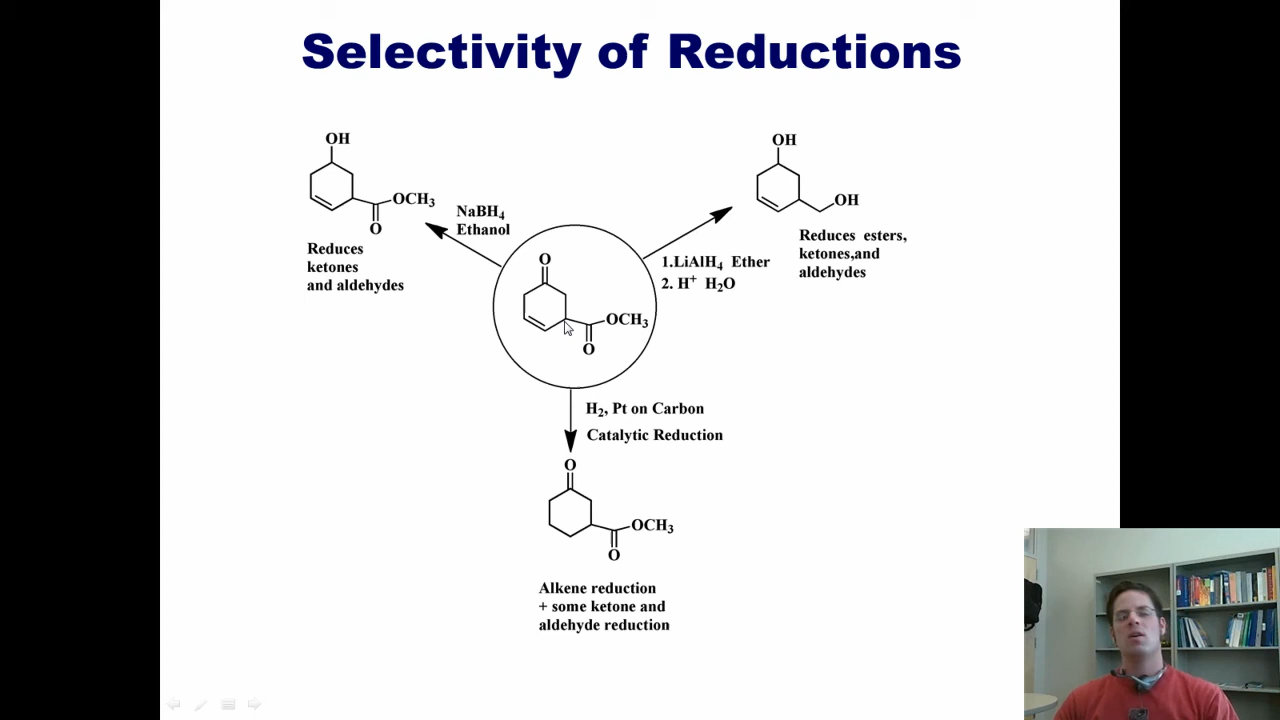 Selectivity of Reductions
OH
OCH₃
O
Reduces
ketones
and aldehydes
NaBH₄
Ethanol
O
OCH₃
O
1.LiAlH₄ Ether
2. H⁺ H₂O
OH
OH
Reduces esters,
ketones,and
aldehydes
H₂, Pt on Carbon
Catalytic Reduction
O
OCH₃
O
Alkene reduction
+ some ketone and
aldehyde reduction